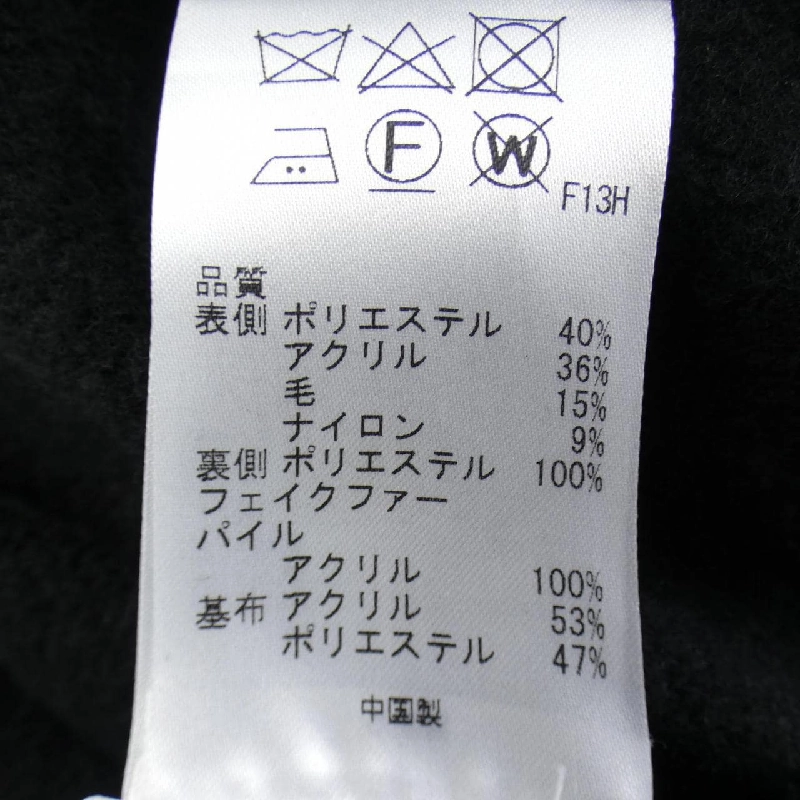 F
W
F13H
品質
表側 ポリエステル 40%
アクリル 36%
毛 15%
ナイロン 9%
裏側 ポリエステル 100%
フェイクファー
パイル
アクリル 100%
基布 アクリル 53%
ポリエステル 47%
中国製